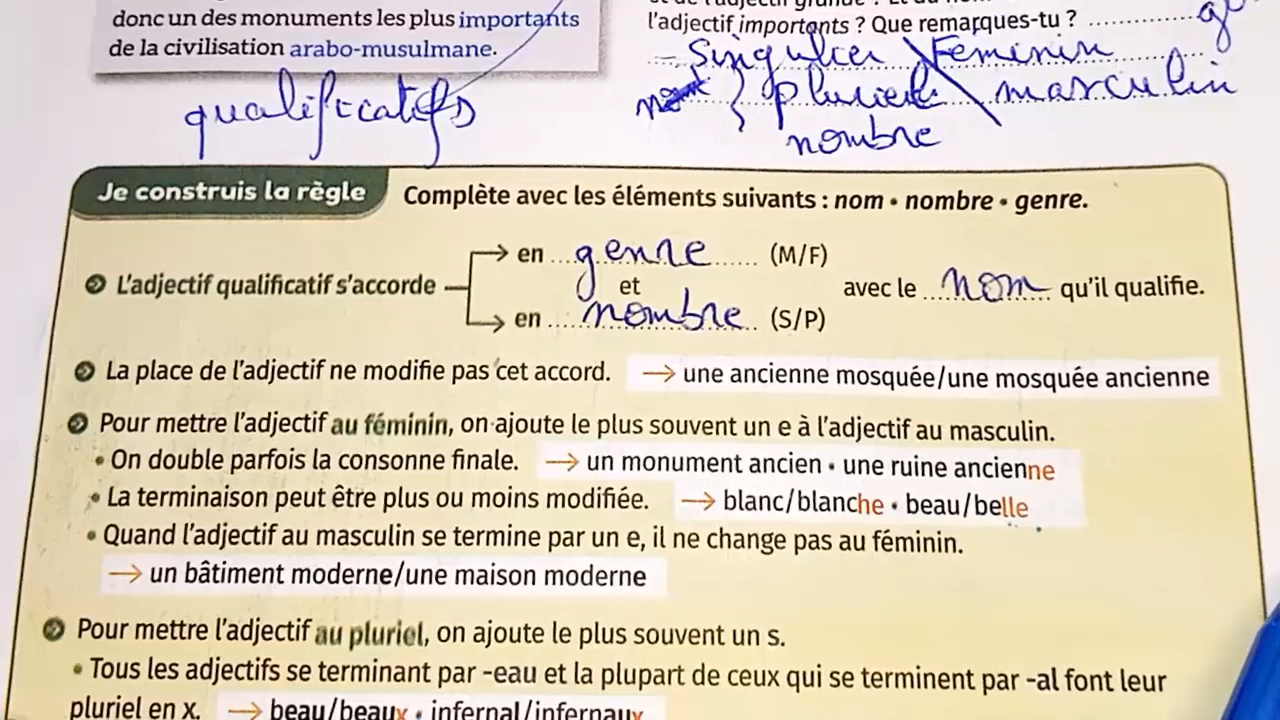 donc un des monuments les plus importants
de la civilisation arabo-musulmane.
qualificatifs
l'adjectif importants ? Que remarques-tu ?
- Singulier \ Feminin
pluriel \ masculin
nombre
Je construis la règle
Complète avec les éléments suivants : nom • nombre • genre.
L'adjectif qualificatif s'accorde
en genre (M/F)
et
en nombre (S/P)
avec le nom qu'il qualifie.
La place de l'adjectif ne modifie pas cet accord. → une ancienne mosquée/une mosquée ancienne
Pour mettre l'adjectif au féminin, on ajoute le plus souvent un e à l'adjectif au masculin.
• On double parfois la consonne finale. → un monument ancien • une ruine ancienne
• La terminaison peut être plus ou moins modifiée. → blanc/blanche • beau/belle
• Quand l'adjectif au masculin se termine par un e, il ne change pas au féminin.
→ un bâtiment moderne/une maison moderne
Pour mettre l'adjectif au pluriel, on ajoute le plus souvent un s.
• Tous les adjectifs se terminant par -eau et la plupart de ceux qui se terminent par -al font leur
pluriel en x. → beau/beaux • infernal/infernaux